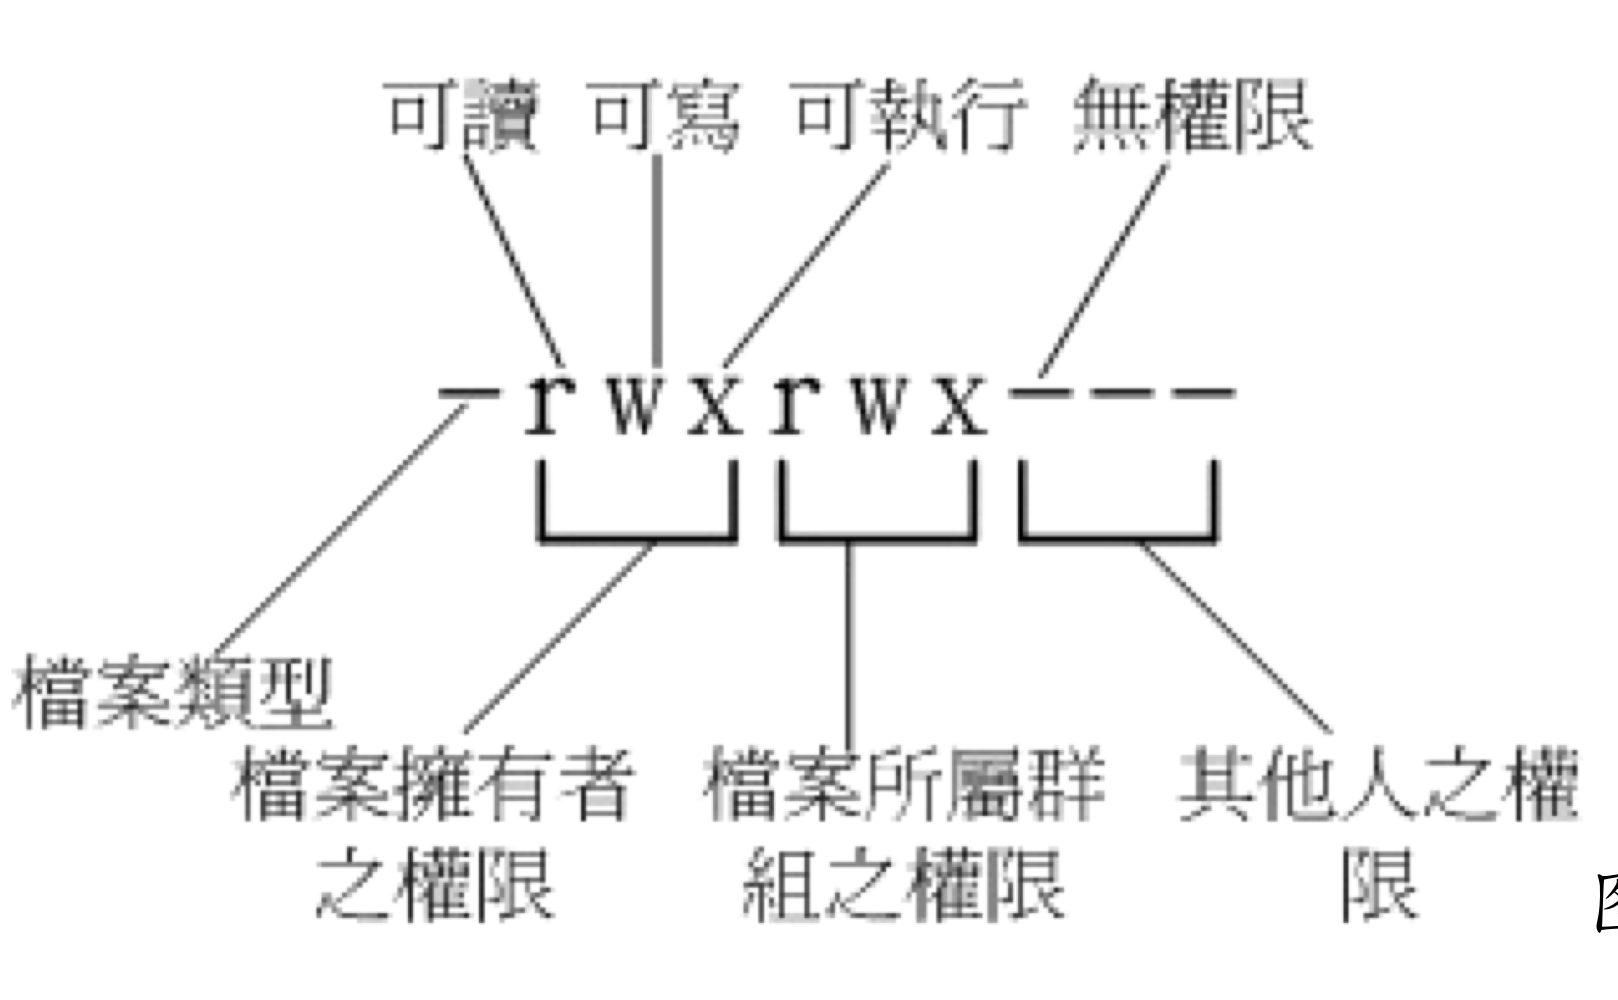 可讀 可寫 可執行 無權限
-rwxrwx---
檔案類型
檔案擁有者 檔案所屬群 其他人之權
之權限 組之權限 限